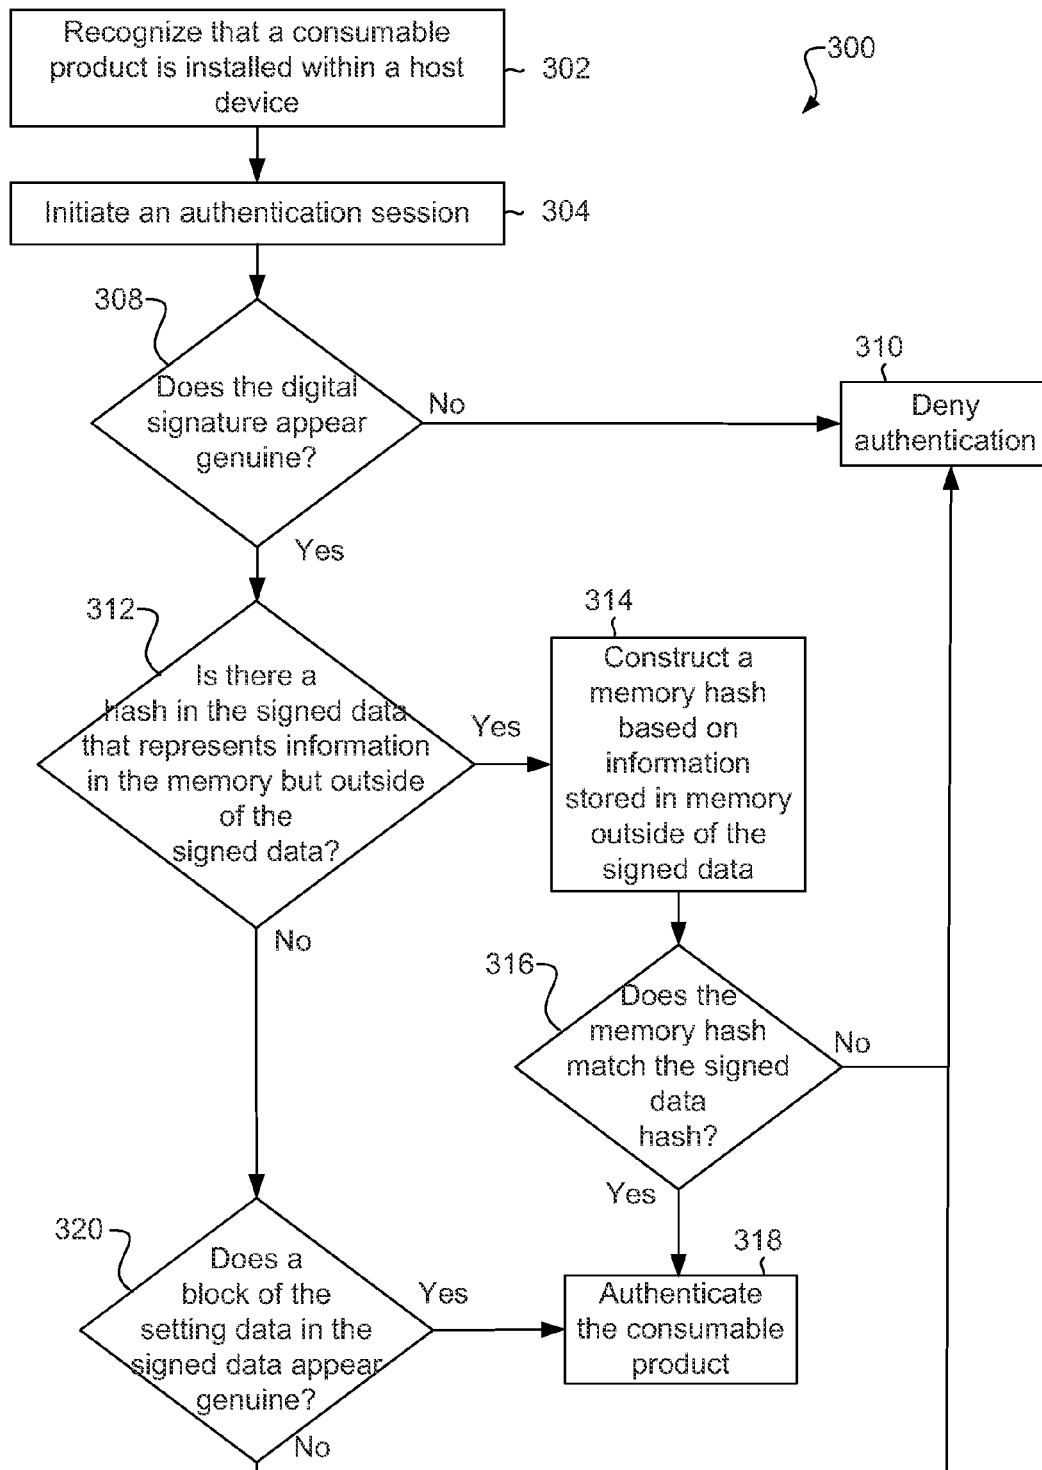 Recognize that a consumable
product is installed within a host
device
302
300
Initiate an authentication session
304
308
Does the digital
signature appear
genuine?
No
310
Deny
authentication
Yes
312
Is there a
hash in the signed data
that represents information
in the memory but outside
of the
signed data?
Yes
314
Construct a
memory hash
based on
information
stored in memory
outside of the
signed data
No
316
Does the
memory hash
match the signed
data
hash?
No
Yes
320
Does a
block of the
setting data in the
signed data appear
genuine?
Yes
318
Authenticate
the consumable
product
No